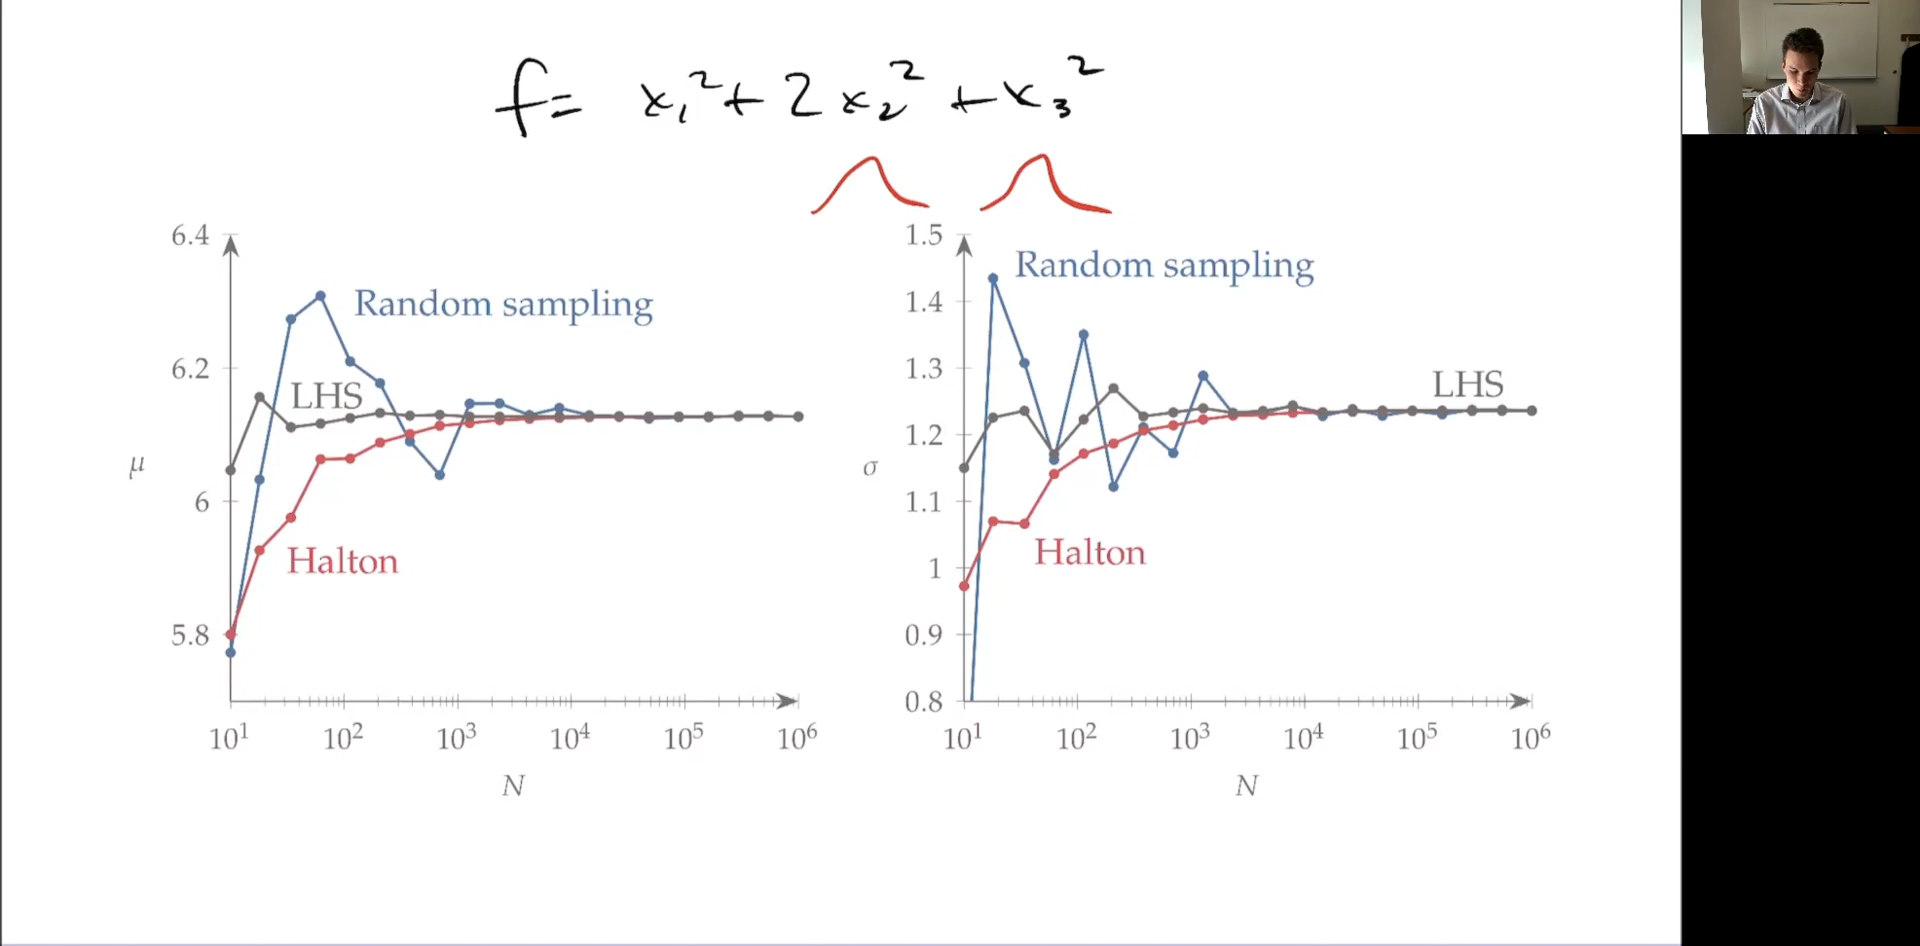 f = x₁² + 2x₂² + x₃²
6.4
6.2
6
5.8
μ
Random sampling
LHS
Halton
10¹ 10² 10³ 10⁴ 10⁵ 10⁶
N
1.5
1.4
1.3
1.2
1.1
1
0.9
0.8
σ
Random sampling
LHS
Halton
10¹ 10² 10³ 10⁴ 10⁵ 10⁶
N